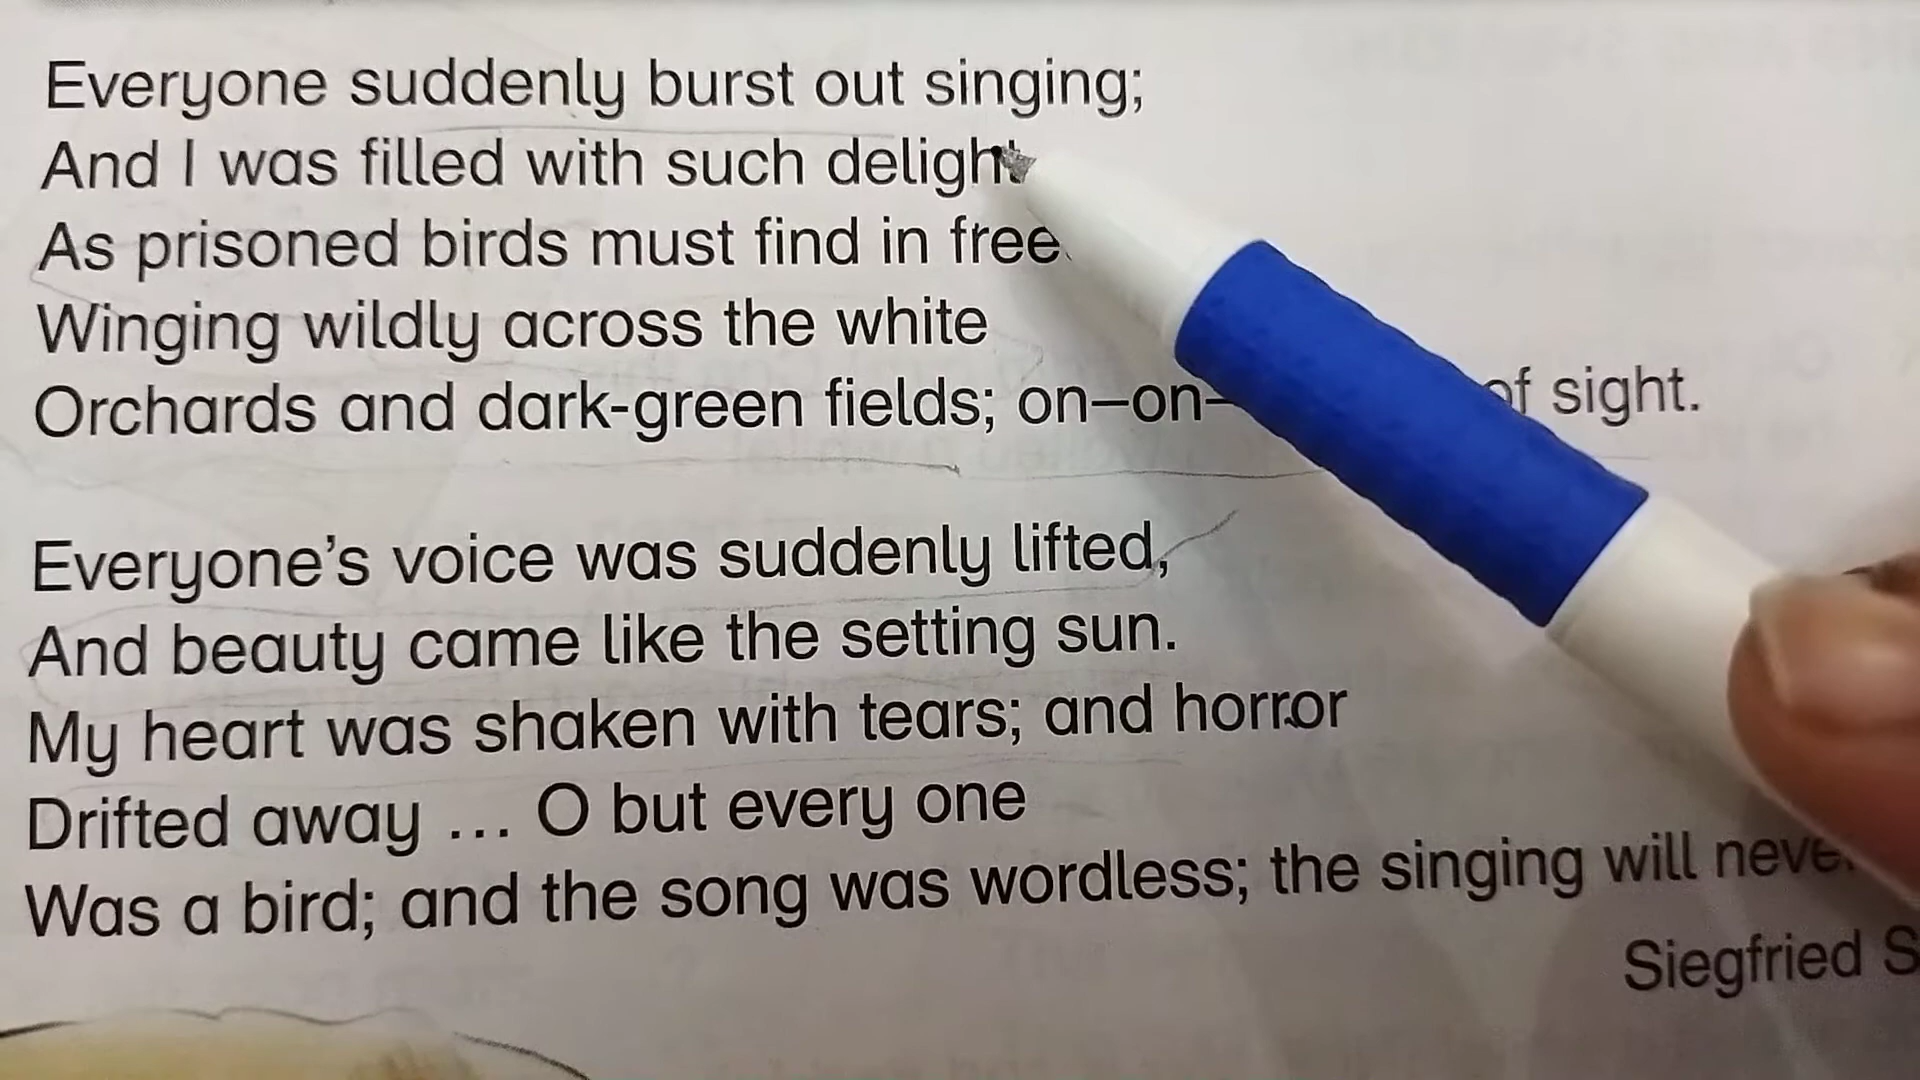 Everyone suddenly burst out singing;
And I was filled with such delight
As prisoned birds must find in free
Winging wildly across the white
Orchards and dark-green fields; on–on– of sight.
Everyone's voice was suddenly lifted,
And beauty came like the setting sun.
My heart was shaken with tears; and horror
Drifted away ... O but every one
Was a bird; and the song was wordless; the singing will never
Siegfried S